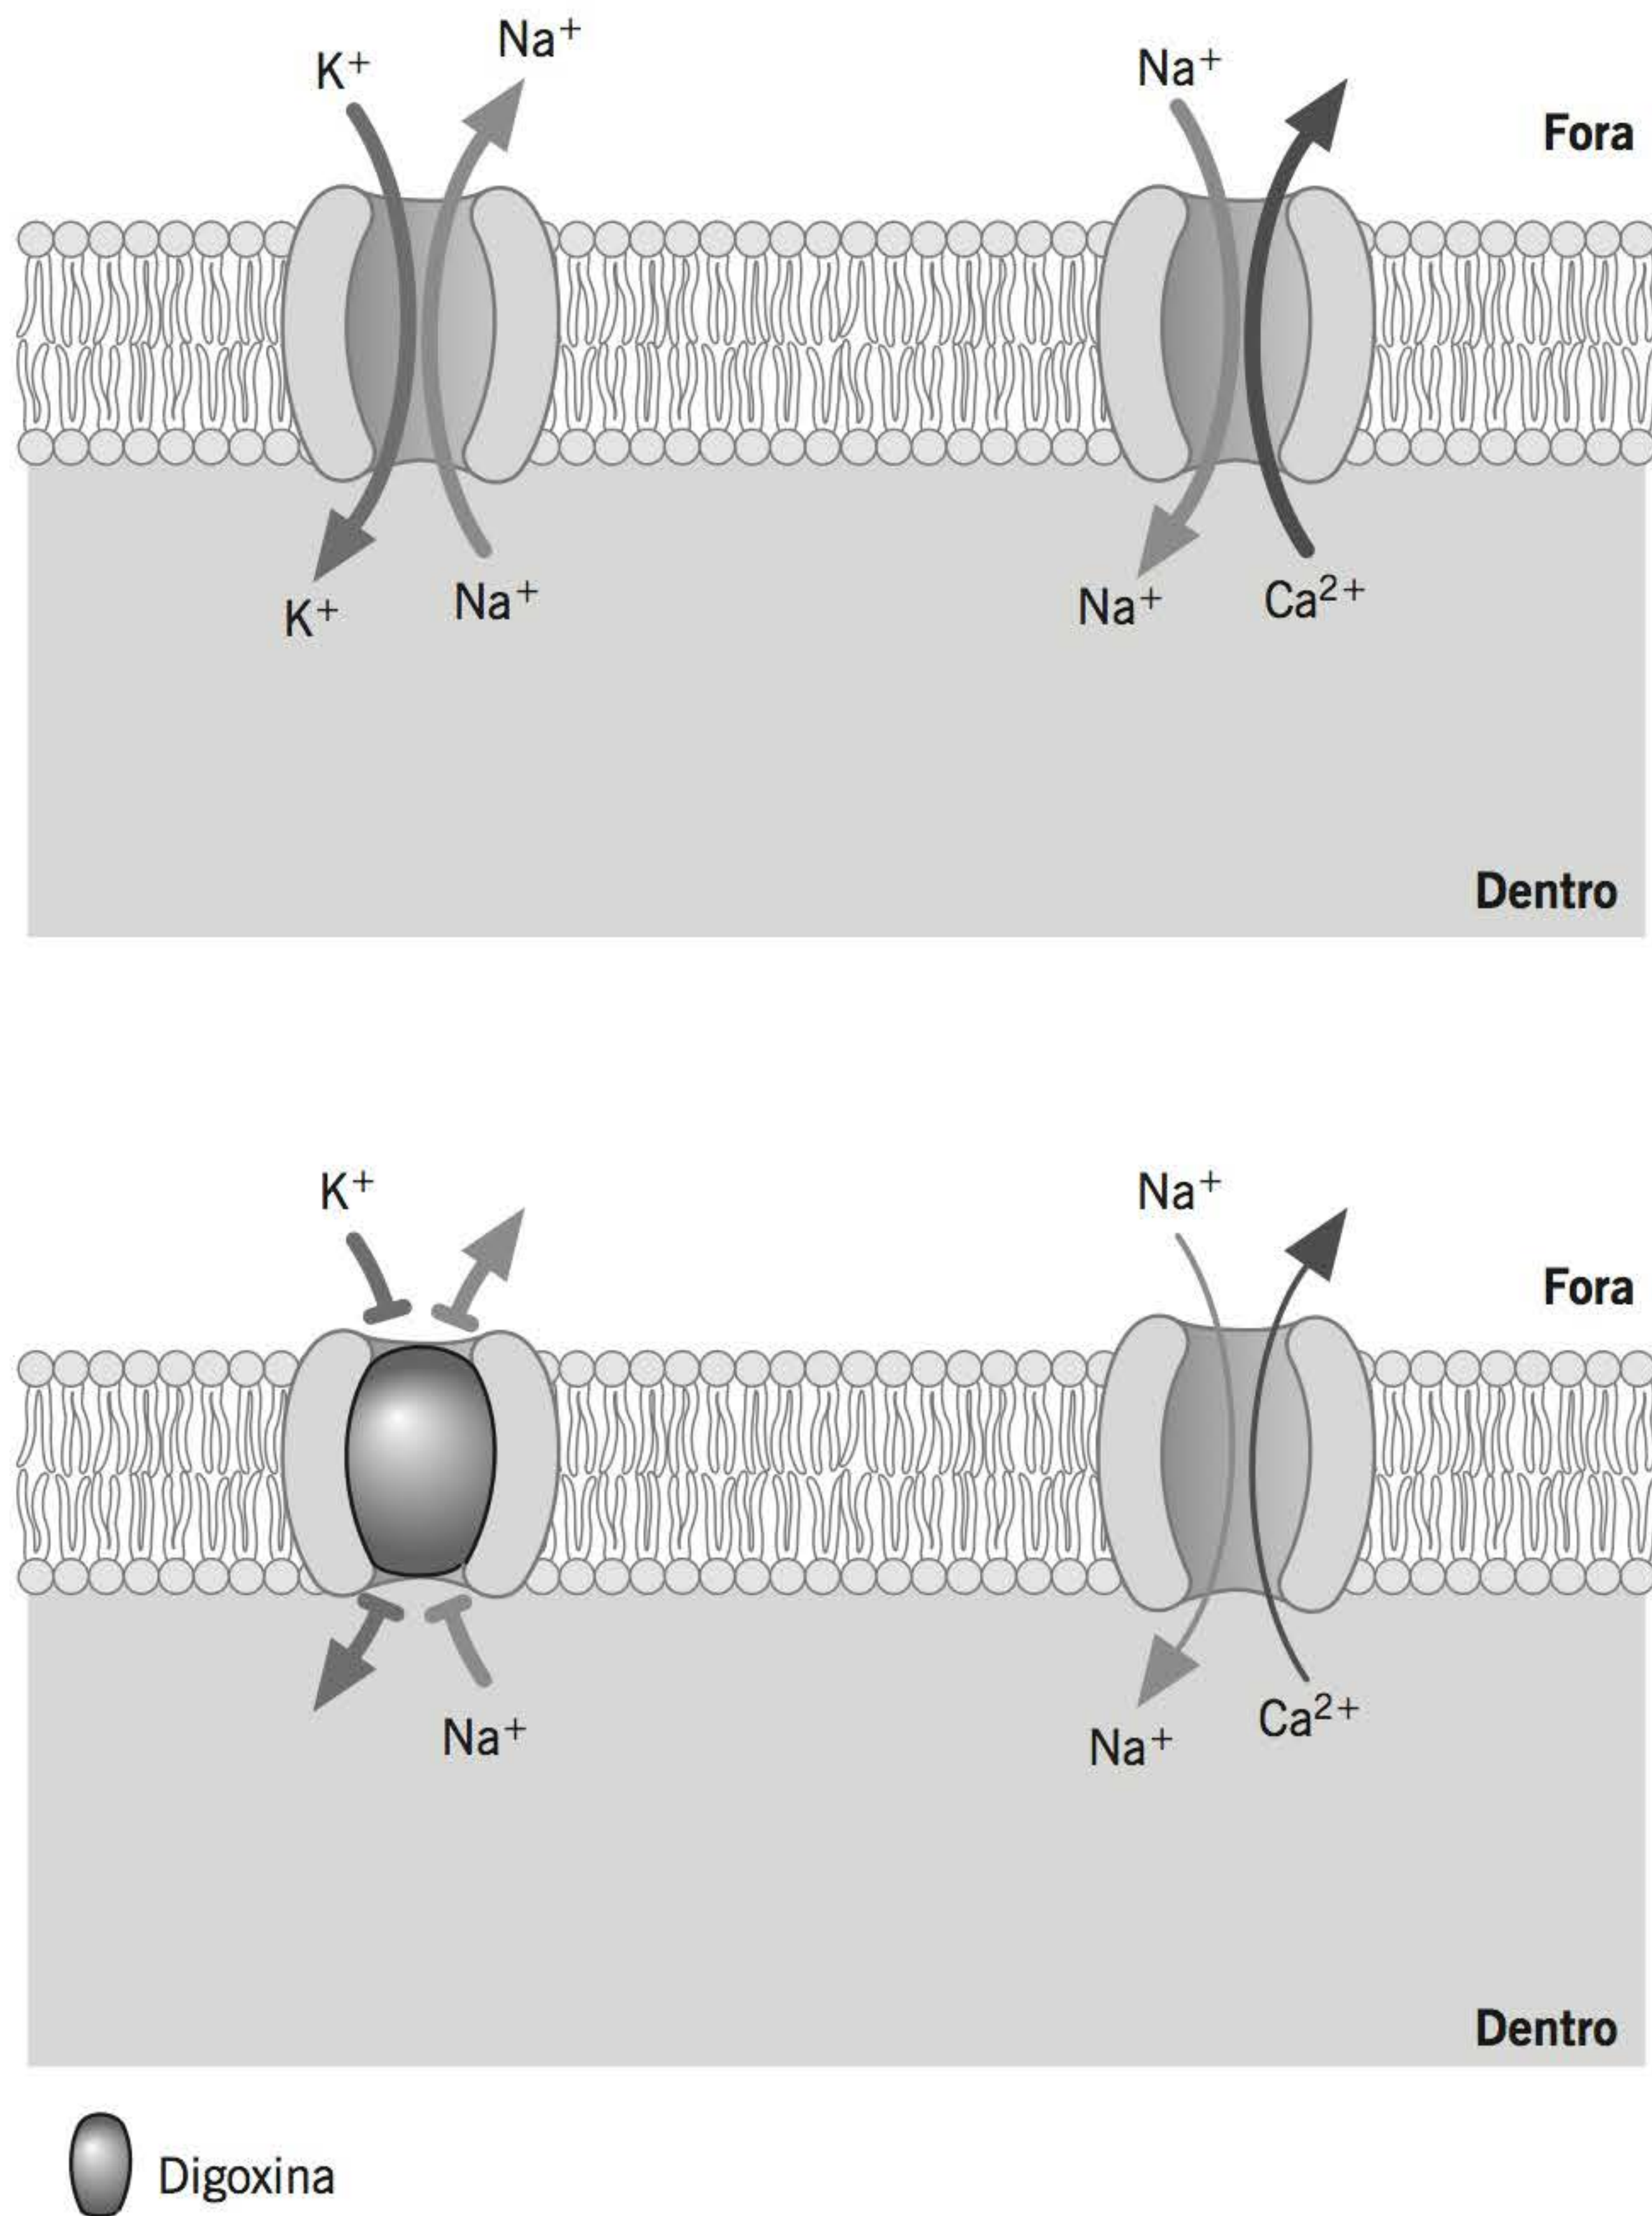 Na⁺
K⁺
Na⁺
Fora
K⁺
Na⁺
Na⁺
Ca²⁺
Dentro
K⁺
Na⁺
Fora
Na⁺
Na⁺
Ca²⁺
Dentro
Digoxina